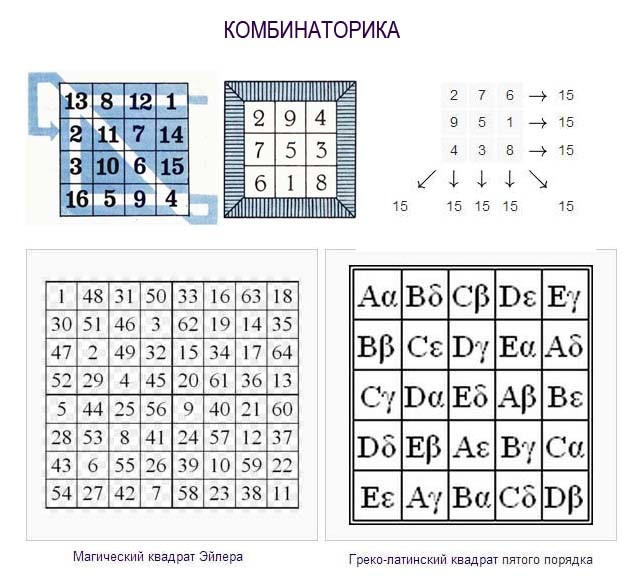 КОМБИНАТОРИКА
13 8 12 1
2 11 7 14
3 10 6 15
16 5 9 4
2 9 4
7 5 3
6 1 8
2 7 6 → 15
9 5 1 → 15
4 3 8 → 15
↙ ↓ ↓ ↓ ↘
15 15 15 15 15
1 48 31 50 33 16 63 18
30 51 46 3 62 19 14 35
47 2 49 32 15 34 17 64
52 29 4 45 20 61 36 13
5 44 25 56 9 40 21 60
28 53 8 41 24 57 12 37
43 6 55 26 39 10 59 22
54 27 42 7 58 23 38 11
Магический квадрат Эйлера
Aα Bδ Cβ Dε Eγ
Bβ Cε Dγ Eα Aδ
Cγ Dα Eδ Aβ Bε
Dδ Eβ Aε Bγ Cα
Eε Aγ Bα Cδ Dβ
Греко-латинский квадрат пятого порядка